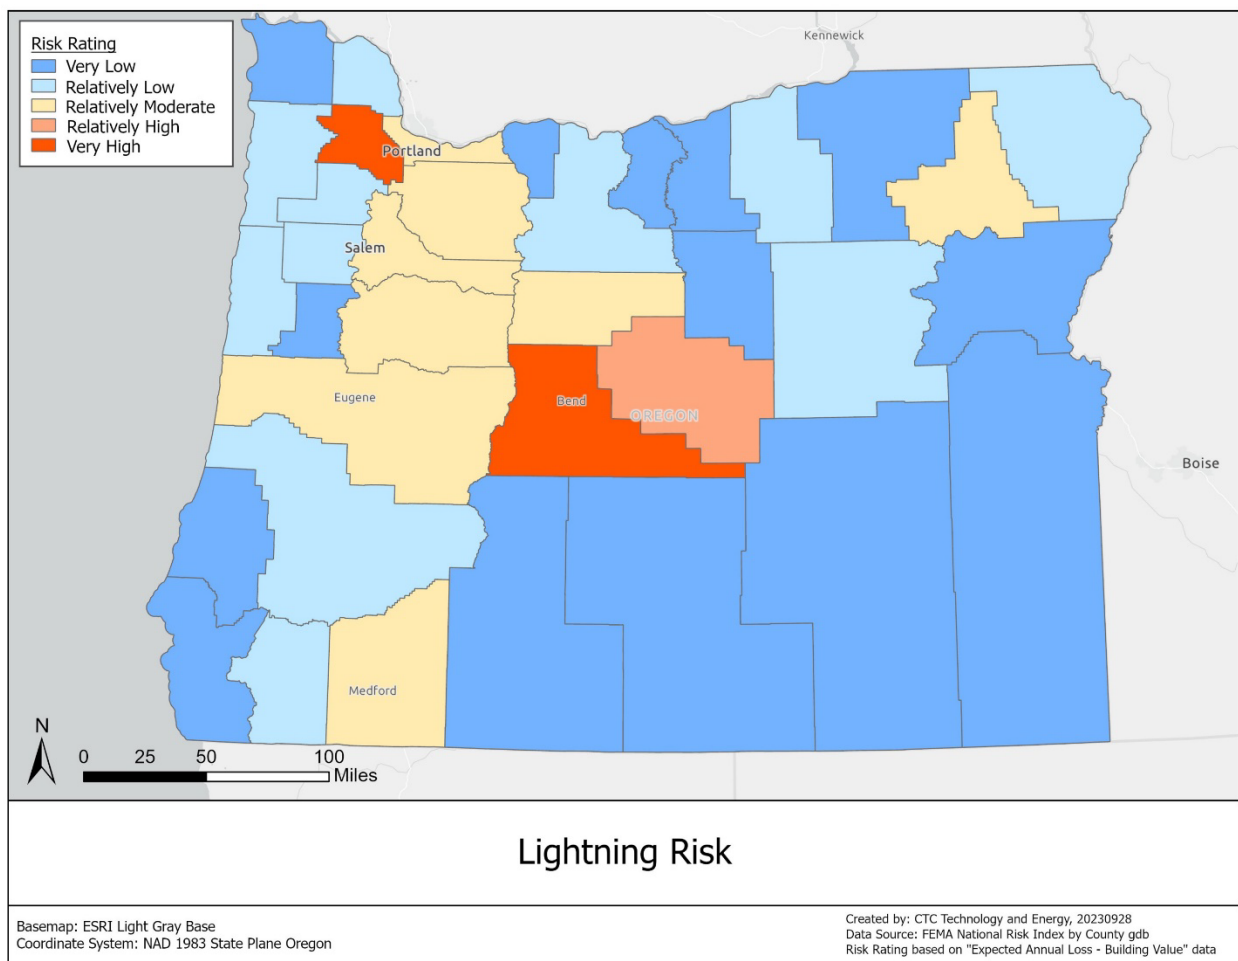 Risk Rating
Very Low
Relatively Low
Relatively Moderate
Relatively High
Very High
Kennewick
Portland
Salem
Eugene
Bend
OREGON
Boise
Medford
N
0 25 50 100
Miles
Lightning Risk
Basemap: ESRI Light Gray Base
Coordinate System: NAD 1983 State Plane Oregon
Created by: CTC Technology and Energy, 20230928
Data Source: FEMA National Risk Index by County gdb
Risk Rating based on "Expected Annual Loss - Building Value" data